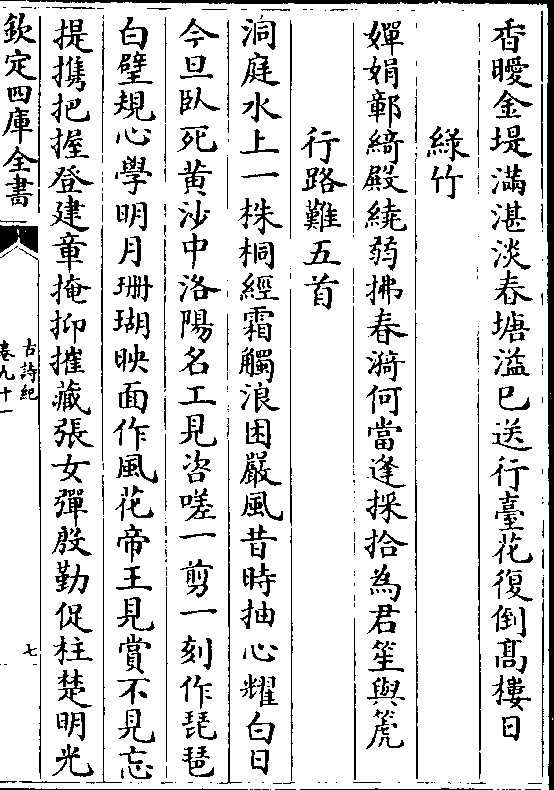 香曖金堤滿湛淡春塘溢已送行臺花復倒髙樓日
綠竹
嬋娟鄣綺殿繞弱拂春漪何當逢採拾為君笙與箎
行路難五首
洞庭水上一株桐經霜觸浪困嚴風昔時抽心耀白日
今旦臥死黄沙中洛陽名工見咨嗟一剪一刻作琵琶
白璧規心學明月珊瑚映面作風花帝王見賞不見忘
提攜把握登建章掩抑摧藏張女彈殷勤促柱楚明光
欽定四庫全書
古詩紀
卷九十一
七